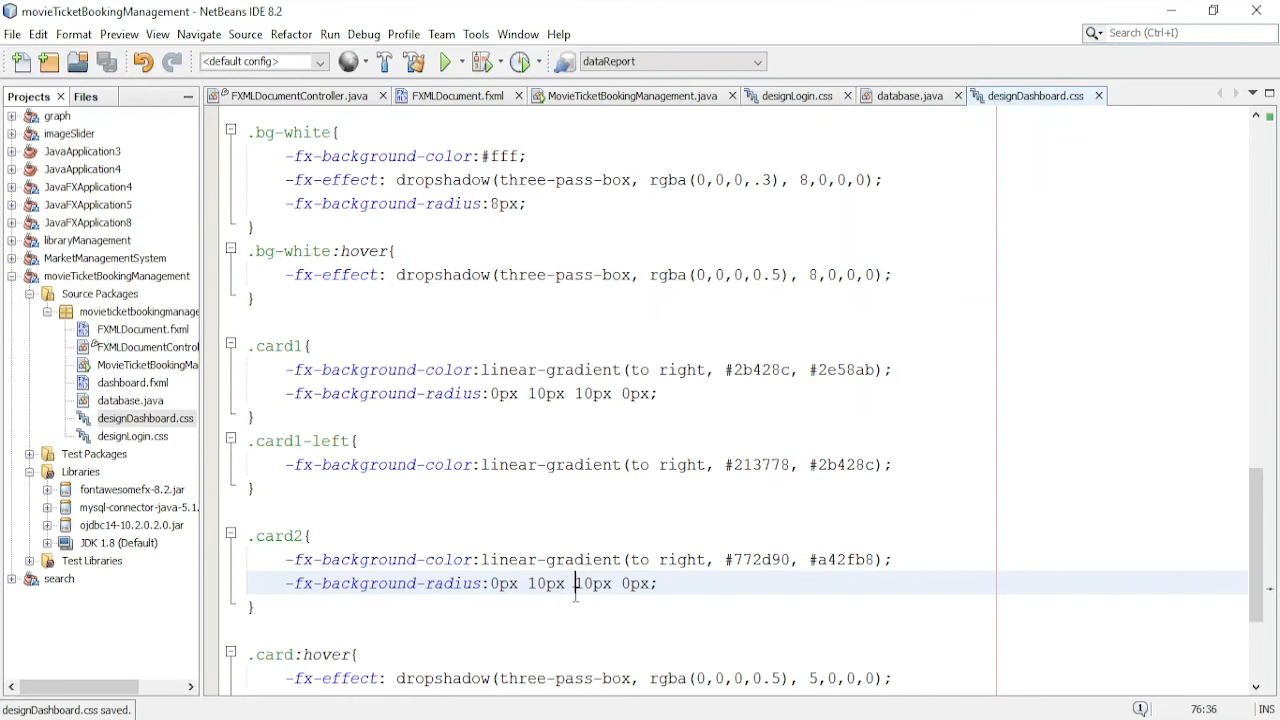 movieTicketBookingManagement - NetBeans IDE 8.2
File Edit Format Preview View Navigate Source Refactor Run Debug Profile Team Tools Window Help
Search (Ctrl+I)
<default config>
dataReport
Projects
Files
FXMLDocumentController.java
FXMLDocument.fxml
MovieTicketBookingManagement.java
designLogin.css
database.java
designDashboard.css
graph
imageSlider
JavaApplication3
JavaApplication4
JavaFXApplication4
JavaFXApplication5
JavaFXApplication8
libraryManagement
MarketManagementSystem
movieTicketBookingManagement
Source Packages
movieticketbookingmanage
FXMLDocument.fxml
FXMLDocumentContro
MovieTicketBookingMa
dashboard.fxml
database.java
designDashboard.css
designLogin.css
Test Packages
Libraries
fontawesomefx-8.2.jar
mysql-connector-java-5.1.
ojdbc14-10.2.0.2.0.jar
JDK 1.8 (Default)
Test Libraries
search
.bg-white{
-fx-background-color:#fff;
-fx-effect: dropshadow(three-pass-box, rgba(0,0,0,.3), 8,0,0,0);
-fx-background-radius:8px;
}
.bg-white:hover{
-fx-effect: dropshadow(three-pass-box, rgba(0,0,0,0.5), 8,0,0,0);
}
.card1{
-fx-background-color:linear-gradient(to right, #2b428c, #2e58ab);
-fx-background-radius:0px 10px 10px 0px;
}
.card1-left{
-fx-background-color:linear-gradient(to right, #213778, #2b428c);
}
.card2{
-fx-background-color:linear-gradient(to right, #772d90, #a42fb8);
-fx-background-radius:0px 10px 10px 0px;
}
.card:hover{
-fx-effect: dropshadow(three-pass-box, rgba(0,0,0,0.5), 5,0,0,0);
designDashboard.css saved.
1
76:36
INS